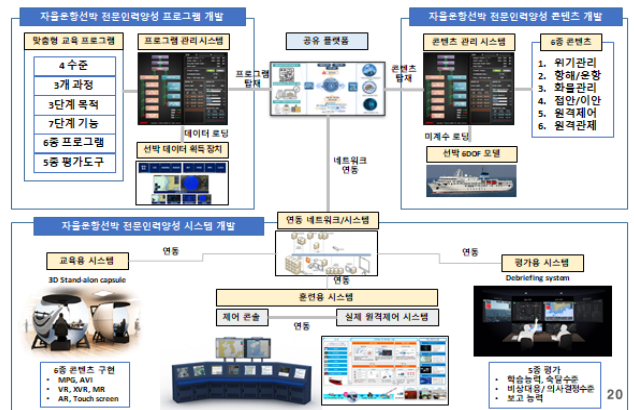 자율운항선박 전문인력양성 프로그램 개발
맞춤형 교육 프로그램
4 수준
3개 과정
3단계 목적
7단계 기능
6종 프로그램
5종 평가도구
프로그램 관리 시스템
데이터 로딩
선박 데이터 획득 장치
프로그램
탑재
공유 플랫폼
네트워크
연동
콘텐츠
탑재
자율운항선박 전문인력양성 콘텐츠 개발
콘텐츠 관리 시스템
미계수 로딩
선박 6DOF 모델
6종 콘텐츠
1. 위기관리
2. 항해/운항
3. 화물관리
4. 접안/이안
5. 원격제어
6. 원격관제
자율운항선박 전문인력양성 시스템 개발
연동 네트워크/시스템
연동
연동
연동
교육용 시스템
3D Stand-alon capsule
6종 콘텐츠 구현
• MPG, AVI
• VR, XVR, MR
• AR, Touch screen
훈련용 시스템
제어 콘솔
실제 원격제어 시스템
연동
평가용 시스템
Debriefing system
5종 평가
• 학습능력, 숙달수준
• 비상대응/ 의사결정수준
• 보고 능력
20